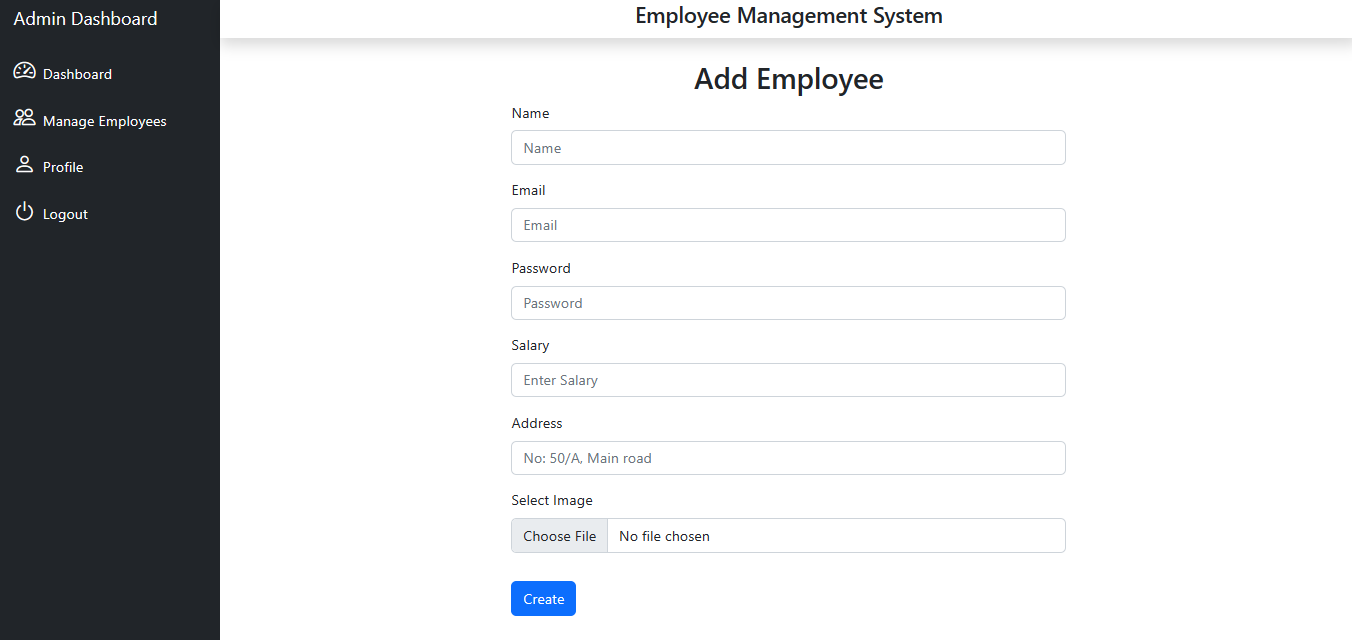 Admin Dashboard
Dashboard
Manage Employees
Profile
Logout
Employee Management System
Add Employee
Name
Name
Email
Email
Password
Password
Salary
Enter Salary
Address
No: 50/A, Main road
Select Image
Choose File No file chosen
Create